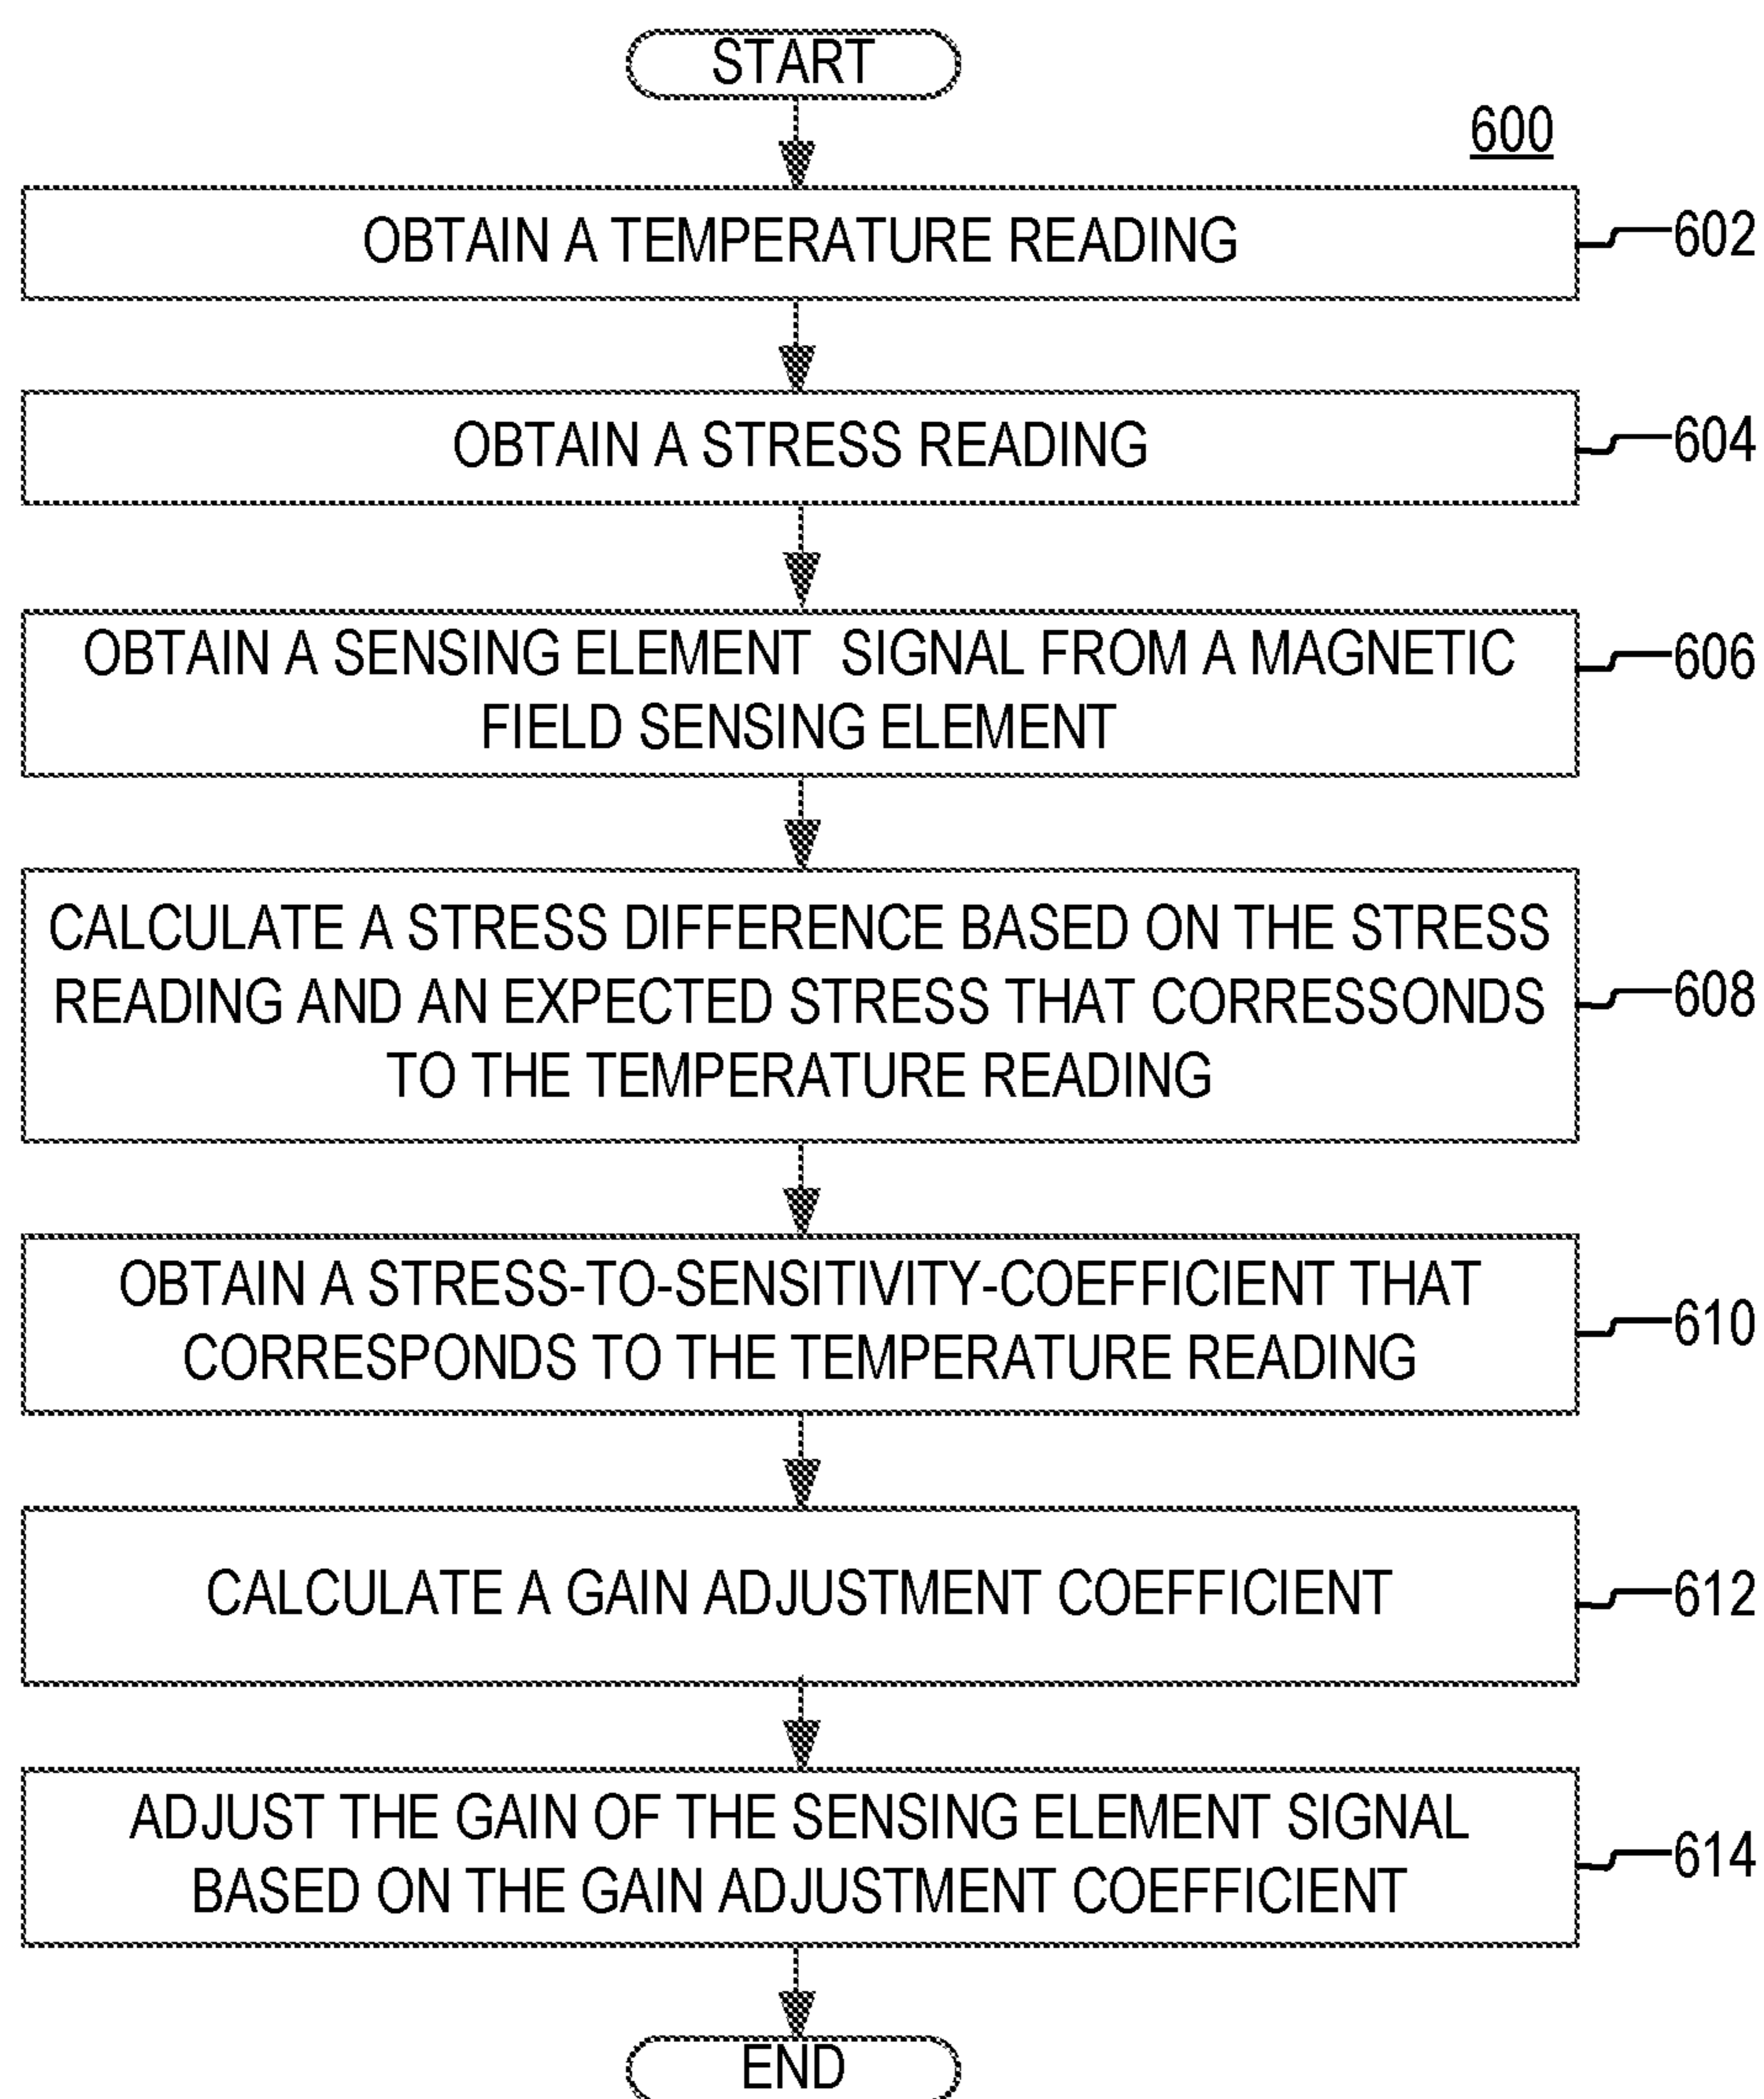 START
600
OBTAIN A TEMPERATURE READING
602
OBTAIN A STRESS READING
604
OBTAIN A SENSING ELEMENT SIGNAL FROM A MAGNETIC
FIELD SENSING ELEMENT
606
CALCULATE A STRESS DIFFERENCE BASED ON THE STRESS
READING AND AN EXPECTED STRESS THAT CORRESSONDS
TO THE TEMPERATURE READING
608
OBTAIN A STRESS-TO-SENSITIVITY-COEFFICIENT THAT
CORRESPONDS TO THE TEMPERATURE READING
610
CALCULATE A GAIN ADJUSTMENT COEFFICIENT
612
ADJUST THE GAIN OF THE SENSING ELEMENT SIGNAL
BASED ON THE GAIN ADJUSTMENT COEFFICIENT
614
END